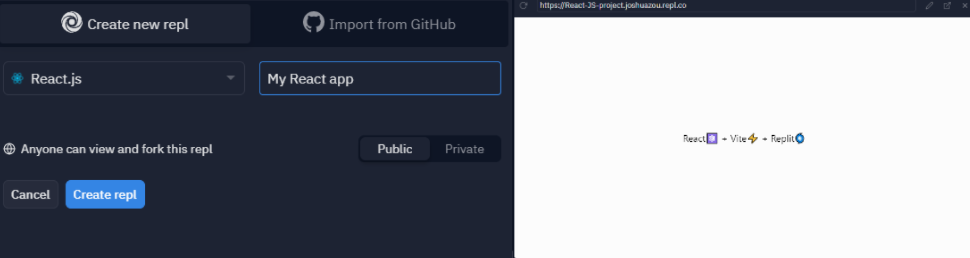 Create new repl
Import from GitHub
React.js
My React app
Anyone can view and fork this repl
Public
Private
Cancel
Create repl
https://React-JS-project.joshuazou.repl.co
React⚛️ + Vite⚡ + Replit🌀